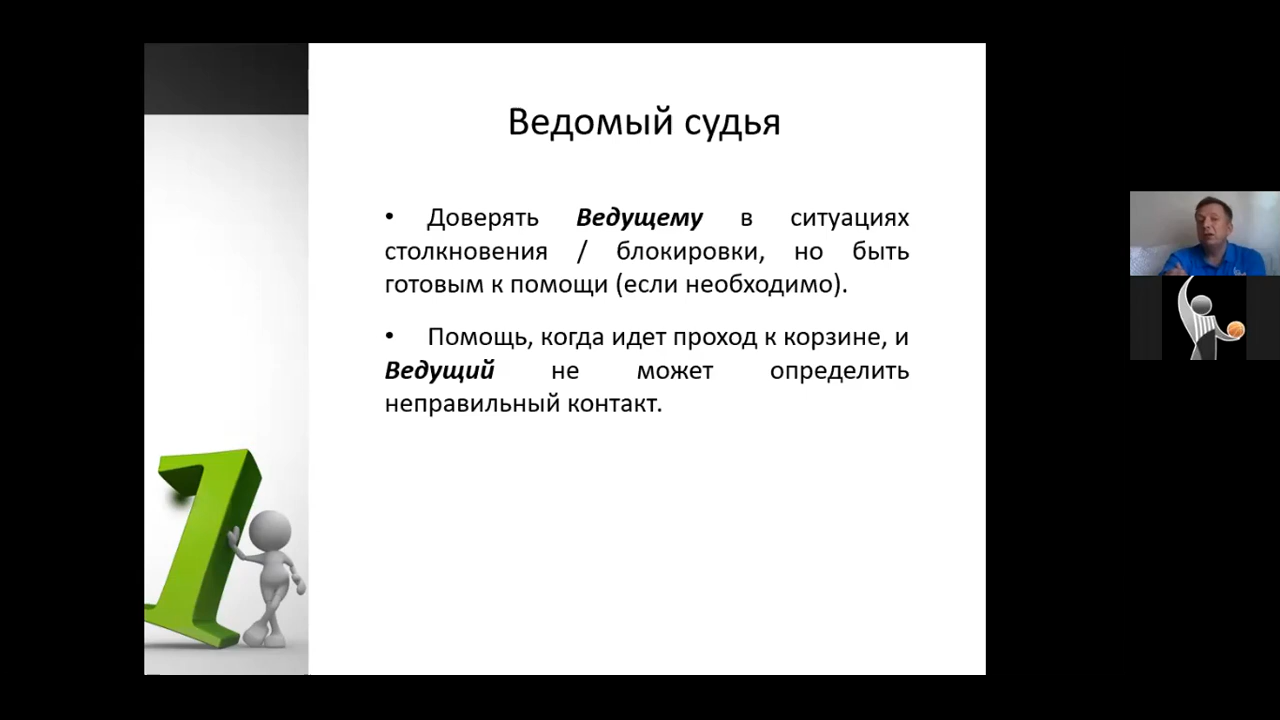 Ведомый судья
• Доверять Ведущему в ситуациях
столкновения / блокировки, но быть
готовым к помощи (если необходимо).
• Помощь, когда идет проход к корзине, и
Ведущий не может определить
неправильный контакт.
1